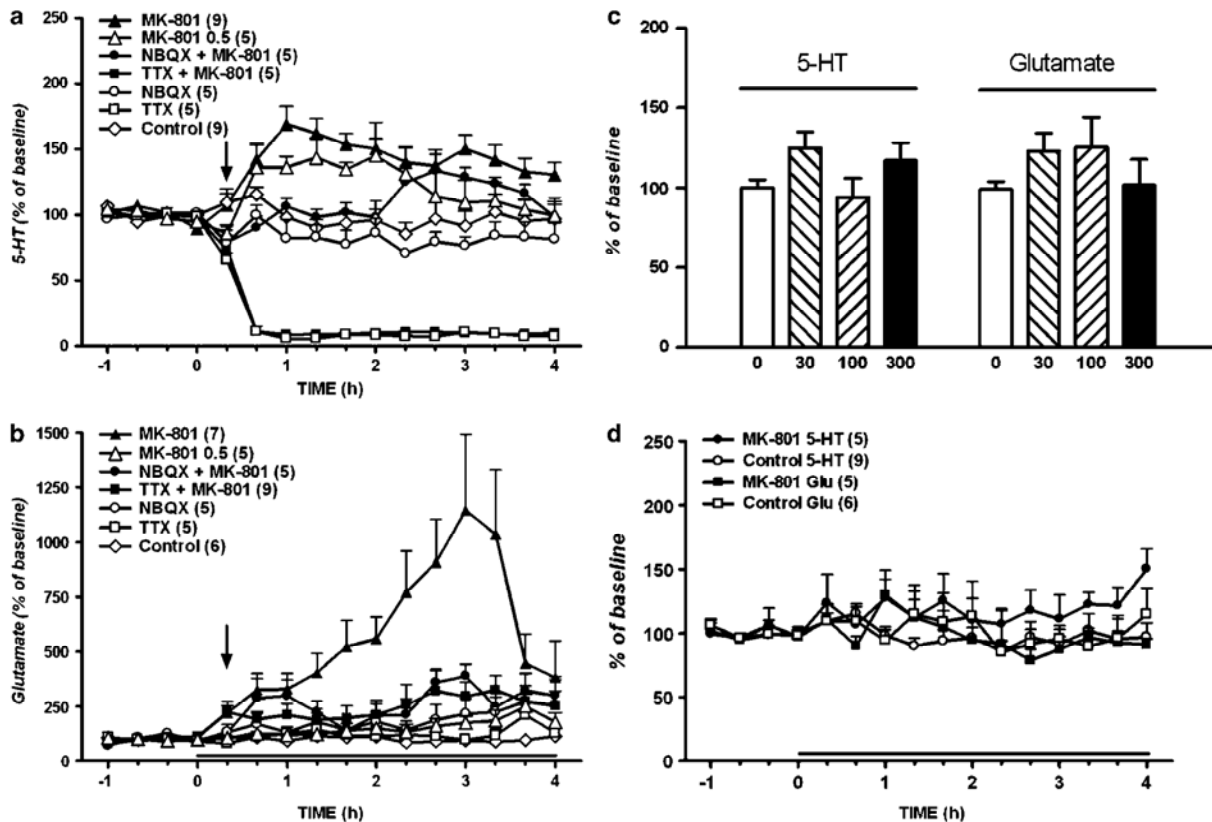 a
MK-801 (9)
MK-801 0.5 (5)
NBQX + MK-801 (5)
TTX + MK-801 (5)
NBQX (5)
TTX (5)
Control (9)
5-HT (% of baseline)
250
200
150
100
50
0
-1 0 1 2 3 4
TIME (h)
b
MK-801 (7)
MK-801 0.5 (5)
NBQX + MK-801 (5)
TTX + MK-801 (9)
NBQX (5)
TTX (5)
Control (6)
Glutamate (% of baseline)
1500
1250
1000
750
500
250
0
-1 0 1 2 3 4
TIME (h)
c
5-HT Glutamate
% of baseline
200
150
100
50
0
0 30 100 300 0 30 100 300
d
MK-801 5-HT (5)
Control 5-HT (9)
MK-801 Glu (5)
Control Glu (6)
% of baseline
250
200
150
100
50
0
-1 0 1 2 3 4
TIME (h)